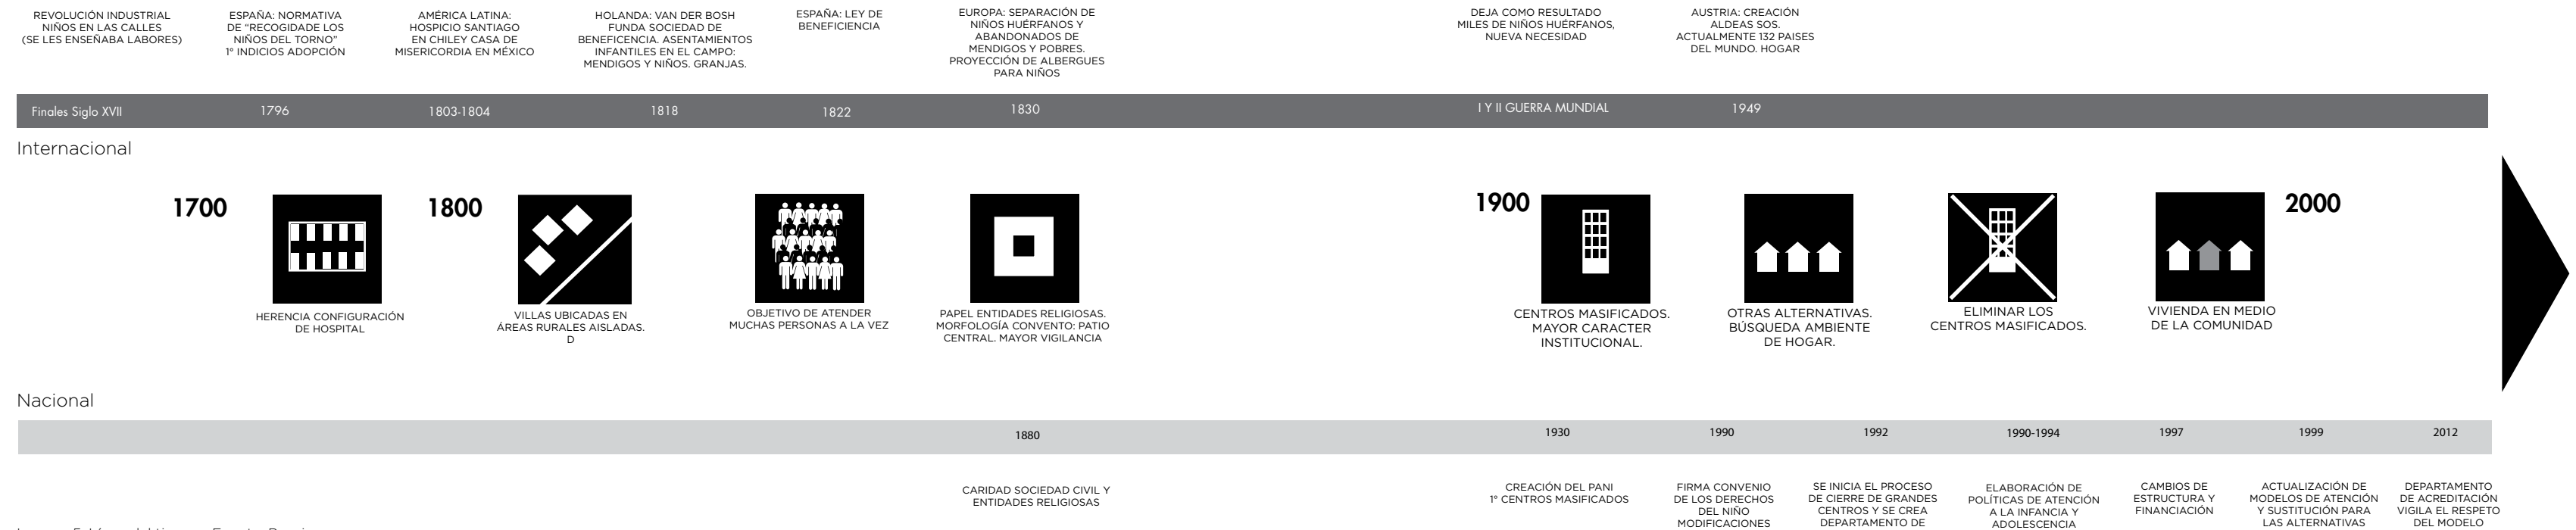 REVOLUCIÓN INDUSTRIAL
NIÑOS EN LAS CALLES
(SE LES ENSEÑABA LABORES)
ESPAÑA: NORMATIVA
DE “RECOGIDADE LOS
NIÑOS DEL TORNO”
1° INDICIOS ADOPCIÓN
AMÉRICA LATINA:
HOSPICIO SANTIAGO
EN CHILEY CASA DE
MISERICORDIA EN MÉXICO
HOLANDA: VAN DER BOSH
FUNDA SOCIEDAD DE
BENEFICENCIA. ASENTAMIENTOS
INFANTILES EN EL CAMPO:
MENDIGOS Y NIÑOS. GRANJAS.
ESPAÑA: LEY DE
BENEFICIENCIA
EUROPA: SEPARACIÓN DE
NIÑOS HUÉRFANOS Y
ABANDONADOS DE
MENDIGOS Y POBRES.
PROYECCIÓN DE ALBERGUES
PARA NIÑOS
DEJA COMO RESULTADO
MILES DE NIÑOS HUÉRFANOS,
NUEVA NECESIDAD
AUSTRIA: CREACIÓN
ALDEAS SOS.
ACTUALMENTE 132 PAISES
DEL MUNDO. HOGAR
Finales Siglo XVII
1796
1803-1804
1818
1822
1830
I Y II GUERRA MUNDIAL
1949
Internacional
1700
1800
1900
2000
HERENCIA CONFIGURACIÓN
DE HOSPITAL
VILLAS UBICADAS EN
ÁREAS RURALES AISLADAS.
D
OBJETIVO DE ATENDER
MUCHAS PERSONAS A LA VEZ
PAPEL ENTIDADES RELIGIOSAS.
MORFOLOGÍA CONVENTO: PATIO
CENTRAL. MAYOR VIGILANCIA
CENTROS MASIFICADOS.
MAYOR CARACTER
INSTITUCIONAL.
OTRAS ALTERNATIVAS.
BÚSQUEDA AMBIENTE
DE HOGAR.
ELIMINAR LOS
CENTROS MASIFICADOS.
VIVIENDA EN MEDIO
DE LA COMUNIDAD
Nacional
1880
1930
1990
1992
1990-1994
1997
1999
2012
CARIDAD SOCIEDAD CIVIL Y
ENTIDADES RELIGIOSAS
CREACIÓN DEL PANI
1° CENTROS MASIFICADOS
FIRMA CONVENIO
DE LOS DERECHOS
DEL NIÑO
MODIFICACIONES
SE INICIA EL PROCESO
DE CIERRE DE GRANDES
CENTROS Y SE CREA
DEPARTAMENTO DE
ELABORACIÓN DE
POLÍTICAS DE ATENCIÓN
A LA INFANCIA Y
ADOLESCENCIA
CAMBIOS DE
ESTRUCTURA Y
FINANCIACIÓN
ACTUALIZACIÓN DE
MODELOS DE ATENCIÓN
Y SUSTITUCIÓN PARA
LAS ALTERNATIVAS
DEPARTAMENTO
DE ACREDITACIÓN
VIGILA EL RESPETO
DEL MODELO